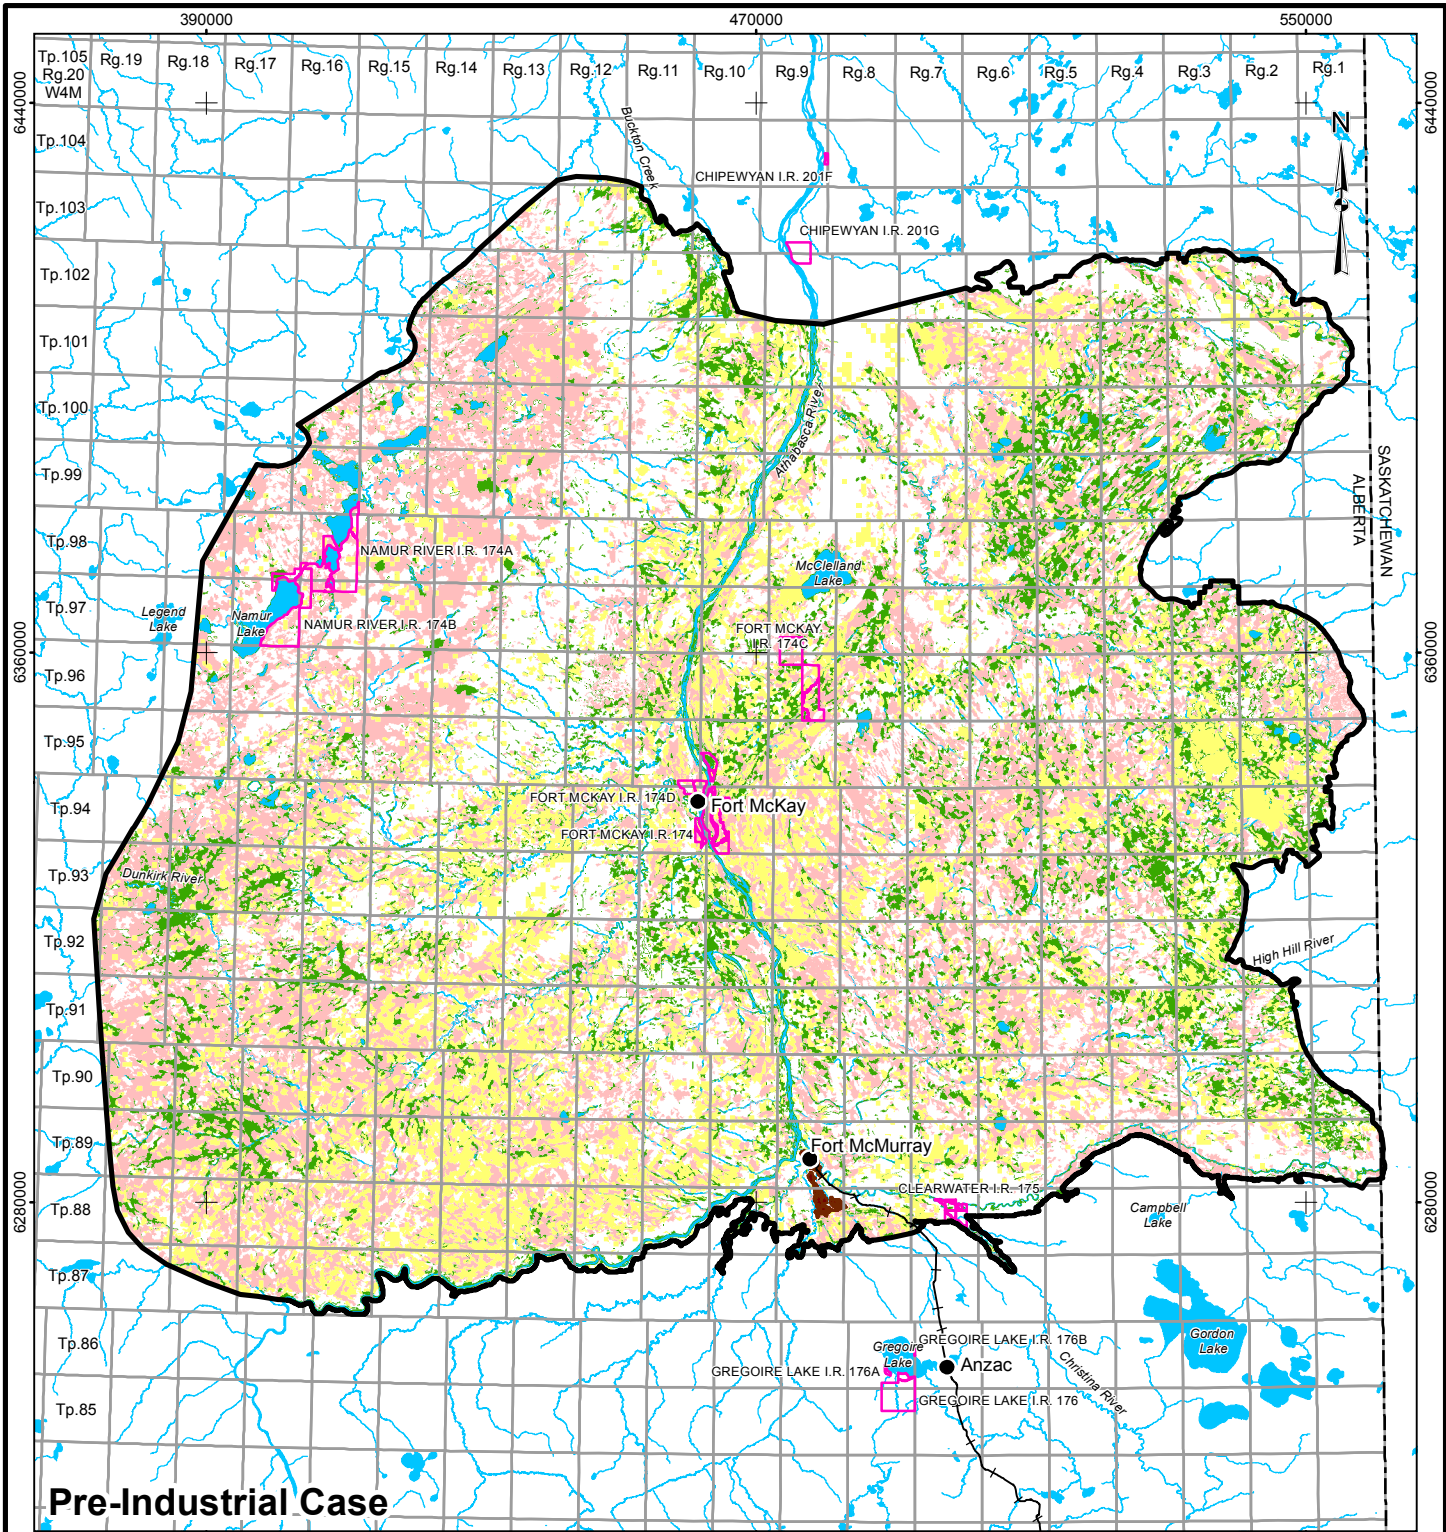 390000
470000
550000
Tp.105
Rg.20
W4M
Rg.19
Rg.18
Rg.17
Rg.16
Rg.15
Rg.14
Rg.13
Rg.12
Rg.11
Rg.10
Rg.9
Rg.8
Rg.7
Rg.6
Rg.5
Rg.4
Rg.3
Rg.2
Rg.1
6440000
6440000
N
Tp.104
Buckton Creek
CHIPEWYAN I.R. 201F
Tp.103
CHIPEWYAN I.R. 201G
Tp.102
Tp.101
Tp.100
Athabasca River
Tp.99
SASKATCHEWAN
ALBERTA
Tp.98
NAMUR RIVER I.R. 174A
McClelland
Lake
Tp.97
Legend
Lake
Namur
Lake
NAMUR RIVER I.R. 174B
FORT MCKAY
I.R. 174C
6360000
6360000
Tp.96
Tp.95
Tp.94
FORT MCKAY I.R. 174D
Fort McKay
FORT MCKAY I.R.174
Tp.93
Dunkirk River
Tp.92
High Hill River
Tp.91
Tp.90
Tp.89
Fort McMurray
CLEARWATER I.R. 175
6280000
6280000
Tp.88
Campbell
Lake
Tp.87
Tp.86
Gregoire
Lake
GREGOIRE LAKE I.R. 176B
Gordon
Lake
GREGOIRE LAKE I.R. 176A
Anzac
Christina River
Tp.85
GREGOIRE LAKE I.R. 176
Pre-Industrial Case